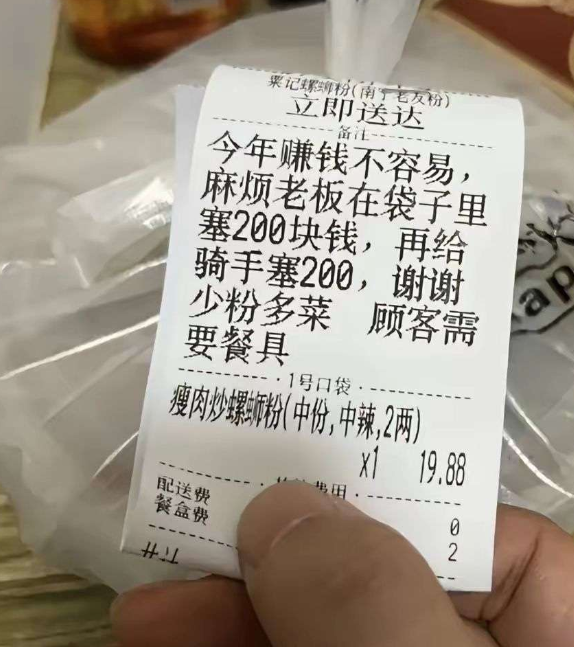 粟记螺蛳粉(南宁老友粉)
立即送达
备注
今年赚钱不容易，
麻烦老板在袋子里
塞200块钱，再给
骑手塞200，谢谢
少粉多菜 顾客需
要餐具
1号口袋
瘦肉炒螺蛳粉(中份,中辣,2两)
x1 19.88
费用
配送费 0
餐盒费 2
ap